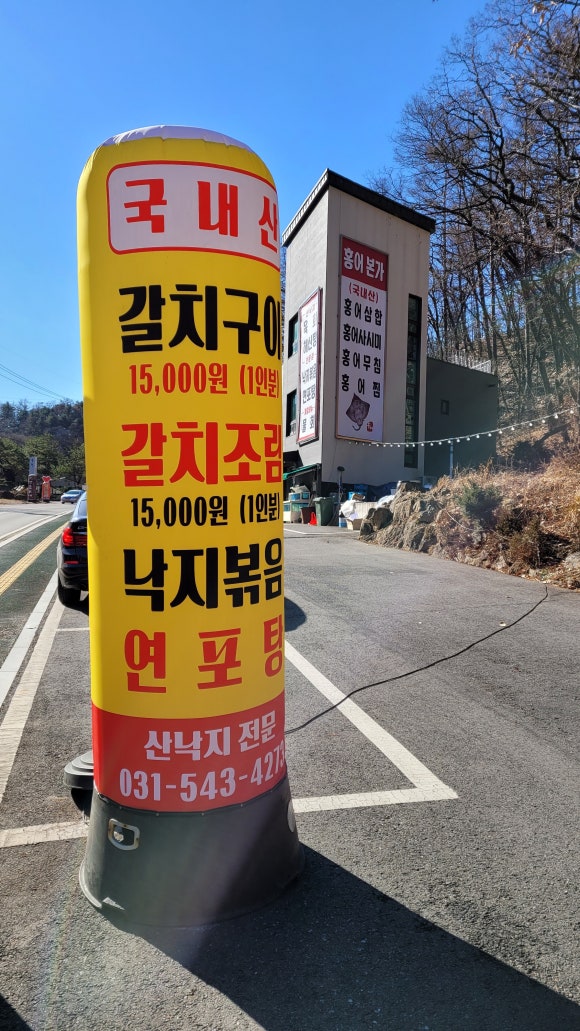 국내산
갈치구이
15,000원 (1인분)
갈치조림
15,000원 (1인분)
낙지볶음
연포탕
산낙지 전문
031-543-4273
홍어 본가
(국내산)
홍어삼합
홍어사시미
홍어무침
홍어찜